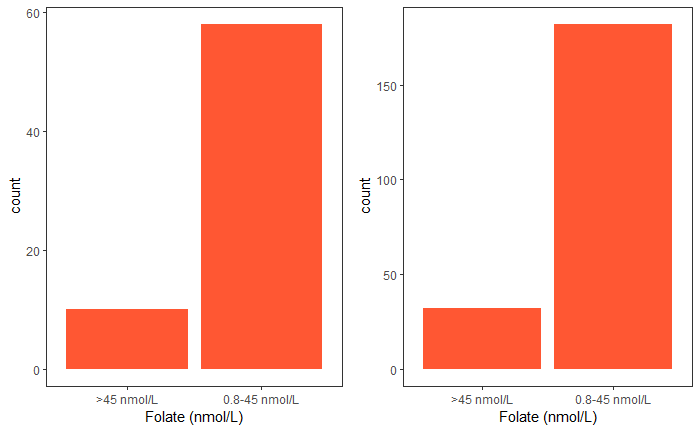 60
40
20
0
count
>45 nmol/L
0.8-45 nmol/L
Folate (nmol/L)
150
100
50
0
count
>45 nmol/L
0.8-45 nmol/L
Folate (nmol/L)